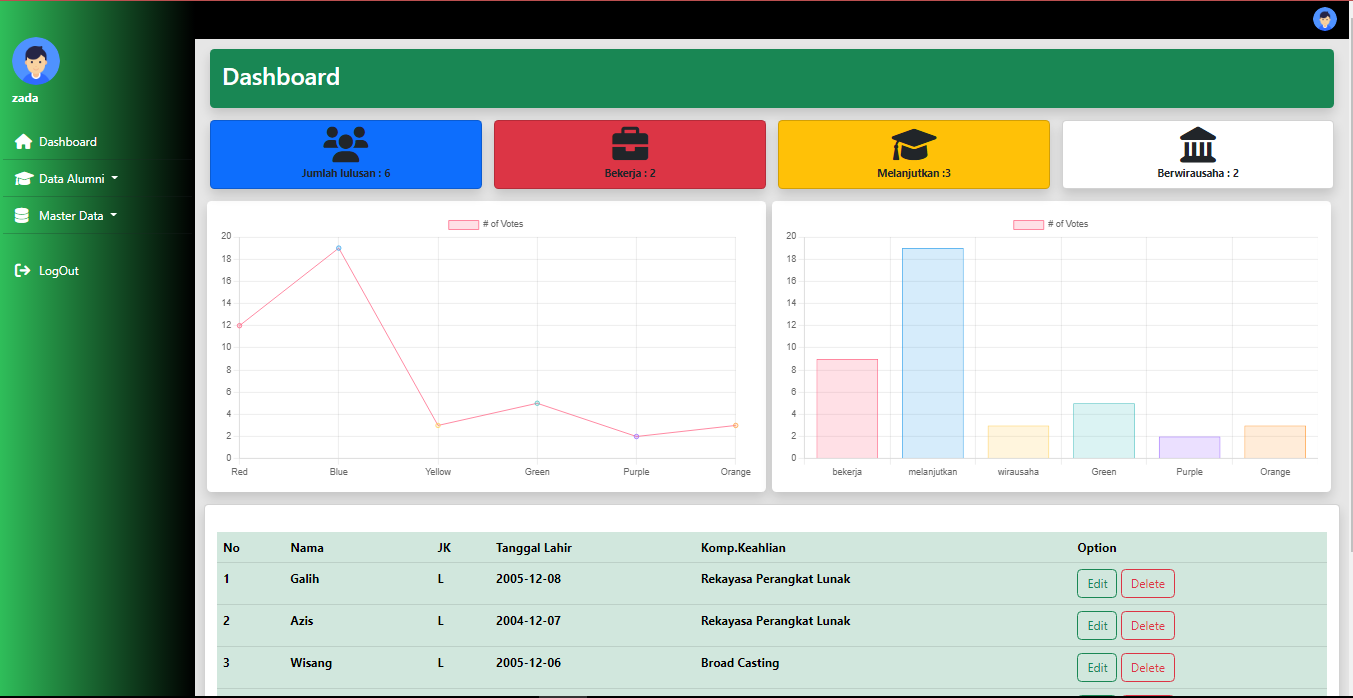 zada
Dashboard
Data Alumni
Master Data
LogOut
Dashboard
Jumlah lulusan : 6
Bekerja : 2
Melanjutkan :3
Berwirausaha : 2
# of Votes
20
18
16
14
12
10
8
6
4
2
0
Red Blue Yellow Green Purple Orange
# of Votes
20
18
16
14
12
10
8
6
4
2
0
bekerja melanjutkan wirausaha Green Purple Orange
No Nama JK Tanggal Lahir Komp.Keahlian Option
1 Galih L 2005-12-08 Rekayasa Perangkat Lunak Edit Delete
2 Azis L 2004-12-07 Rekayasa Perangkat Lunak Edit Delete
3 Wisang L 2005-12-06 Broad Casting Edit Delete